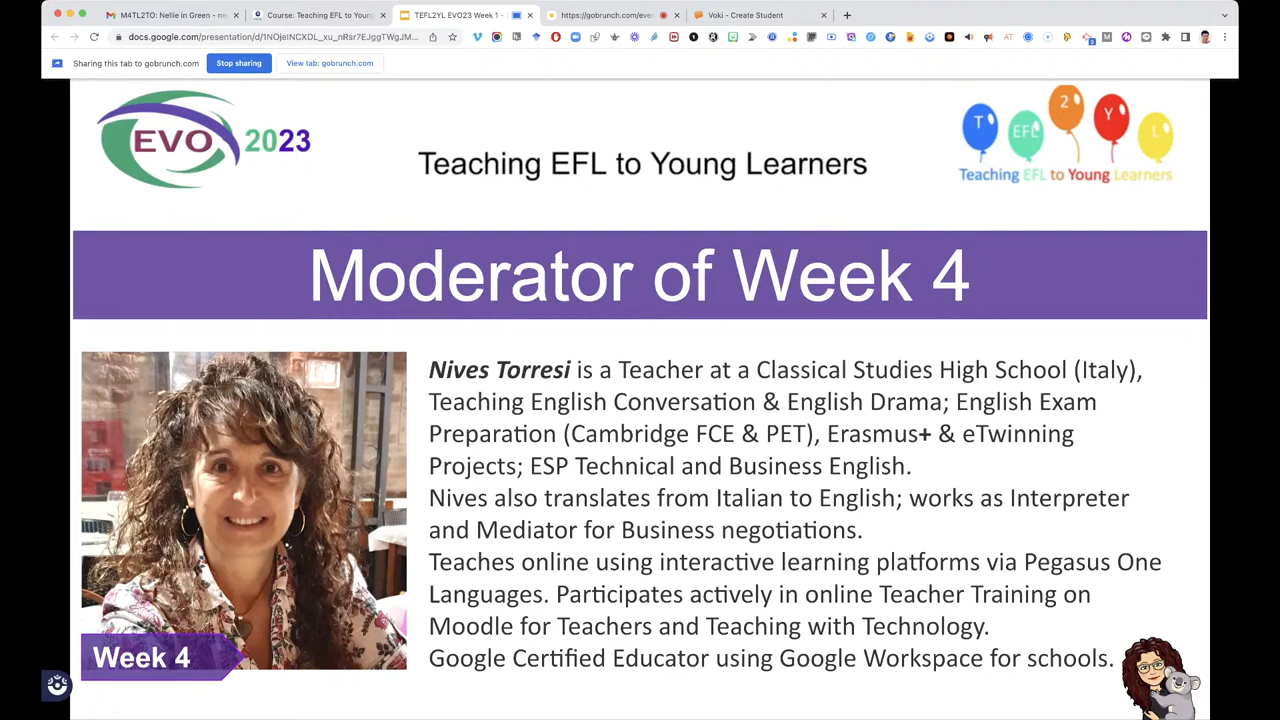 M4TL2TO: Nellie in Green - ne
Course: Teaching EFL to Young
TEFL2YL EVO23 Week 1 -
https://gobrunch.com/even
Voki - Create Student
docs.google.com/presentation/d/1NOjeINCXDL_xu_nRsr7EJggTWgJM...
Sharing this tab to gobrunch.com
Stop sharing
View tab: gobrunch.com
EVO 2023
Teaching EFL to Young Learners
T EFL 2 Y L
Teaching EFL to Young Learners
Moderator of Week 4
Nives Torresi is a Teacher at a Classical Studies High School (Italy),
Teaching English Conversation & English Drama; English Exam
Preparation (Cambridge FCE & PET), Erasmus+ & eTwinning
Projects; ESP Technical and Business English.
Nives also translates from Italian to English; works as Interpreter
and Mediator for Business negotiations.
Teaches online using interactive learning platforms via Pegasus One
Languages. Participates actively in online Teacher Training on
Moodle for Teachers and Teaching with Technology.
Google Certified Educator using Google Workspace for schools.
Week 4